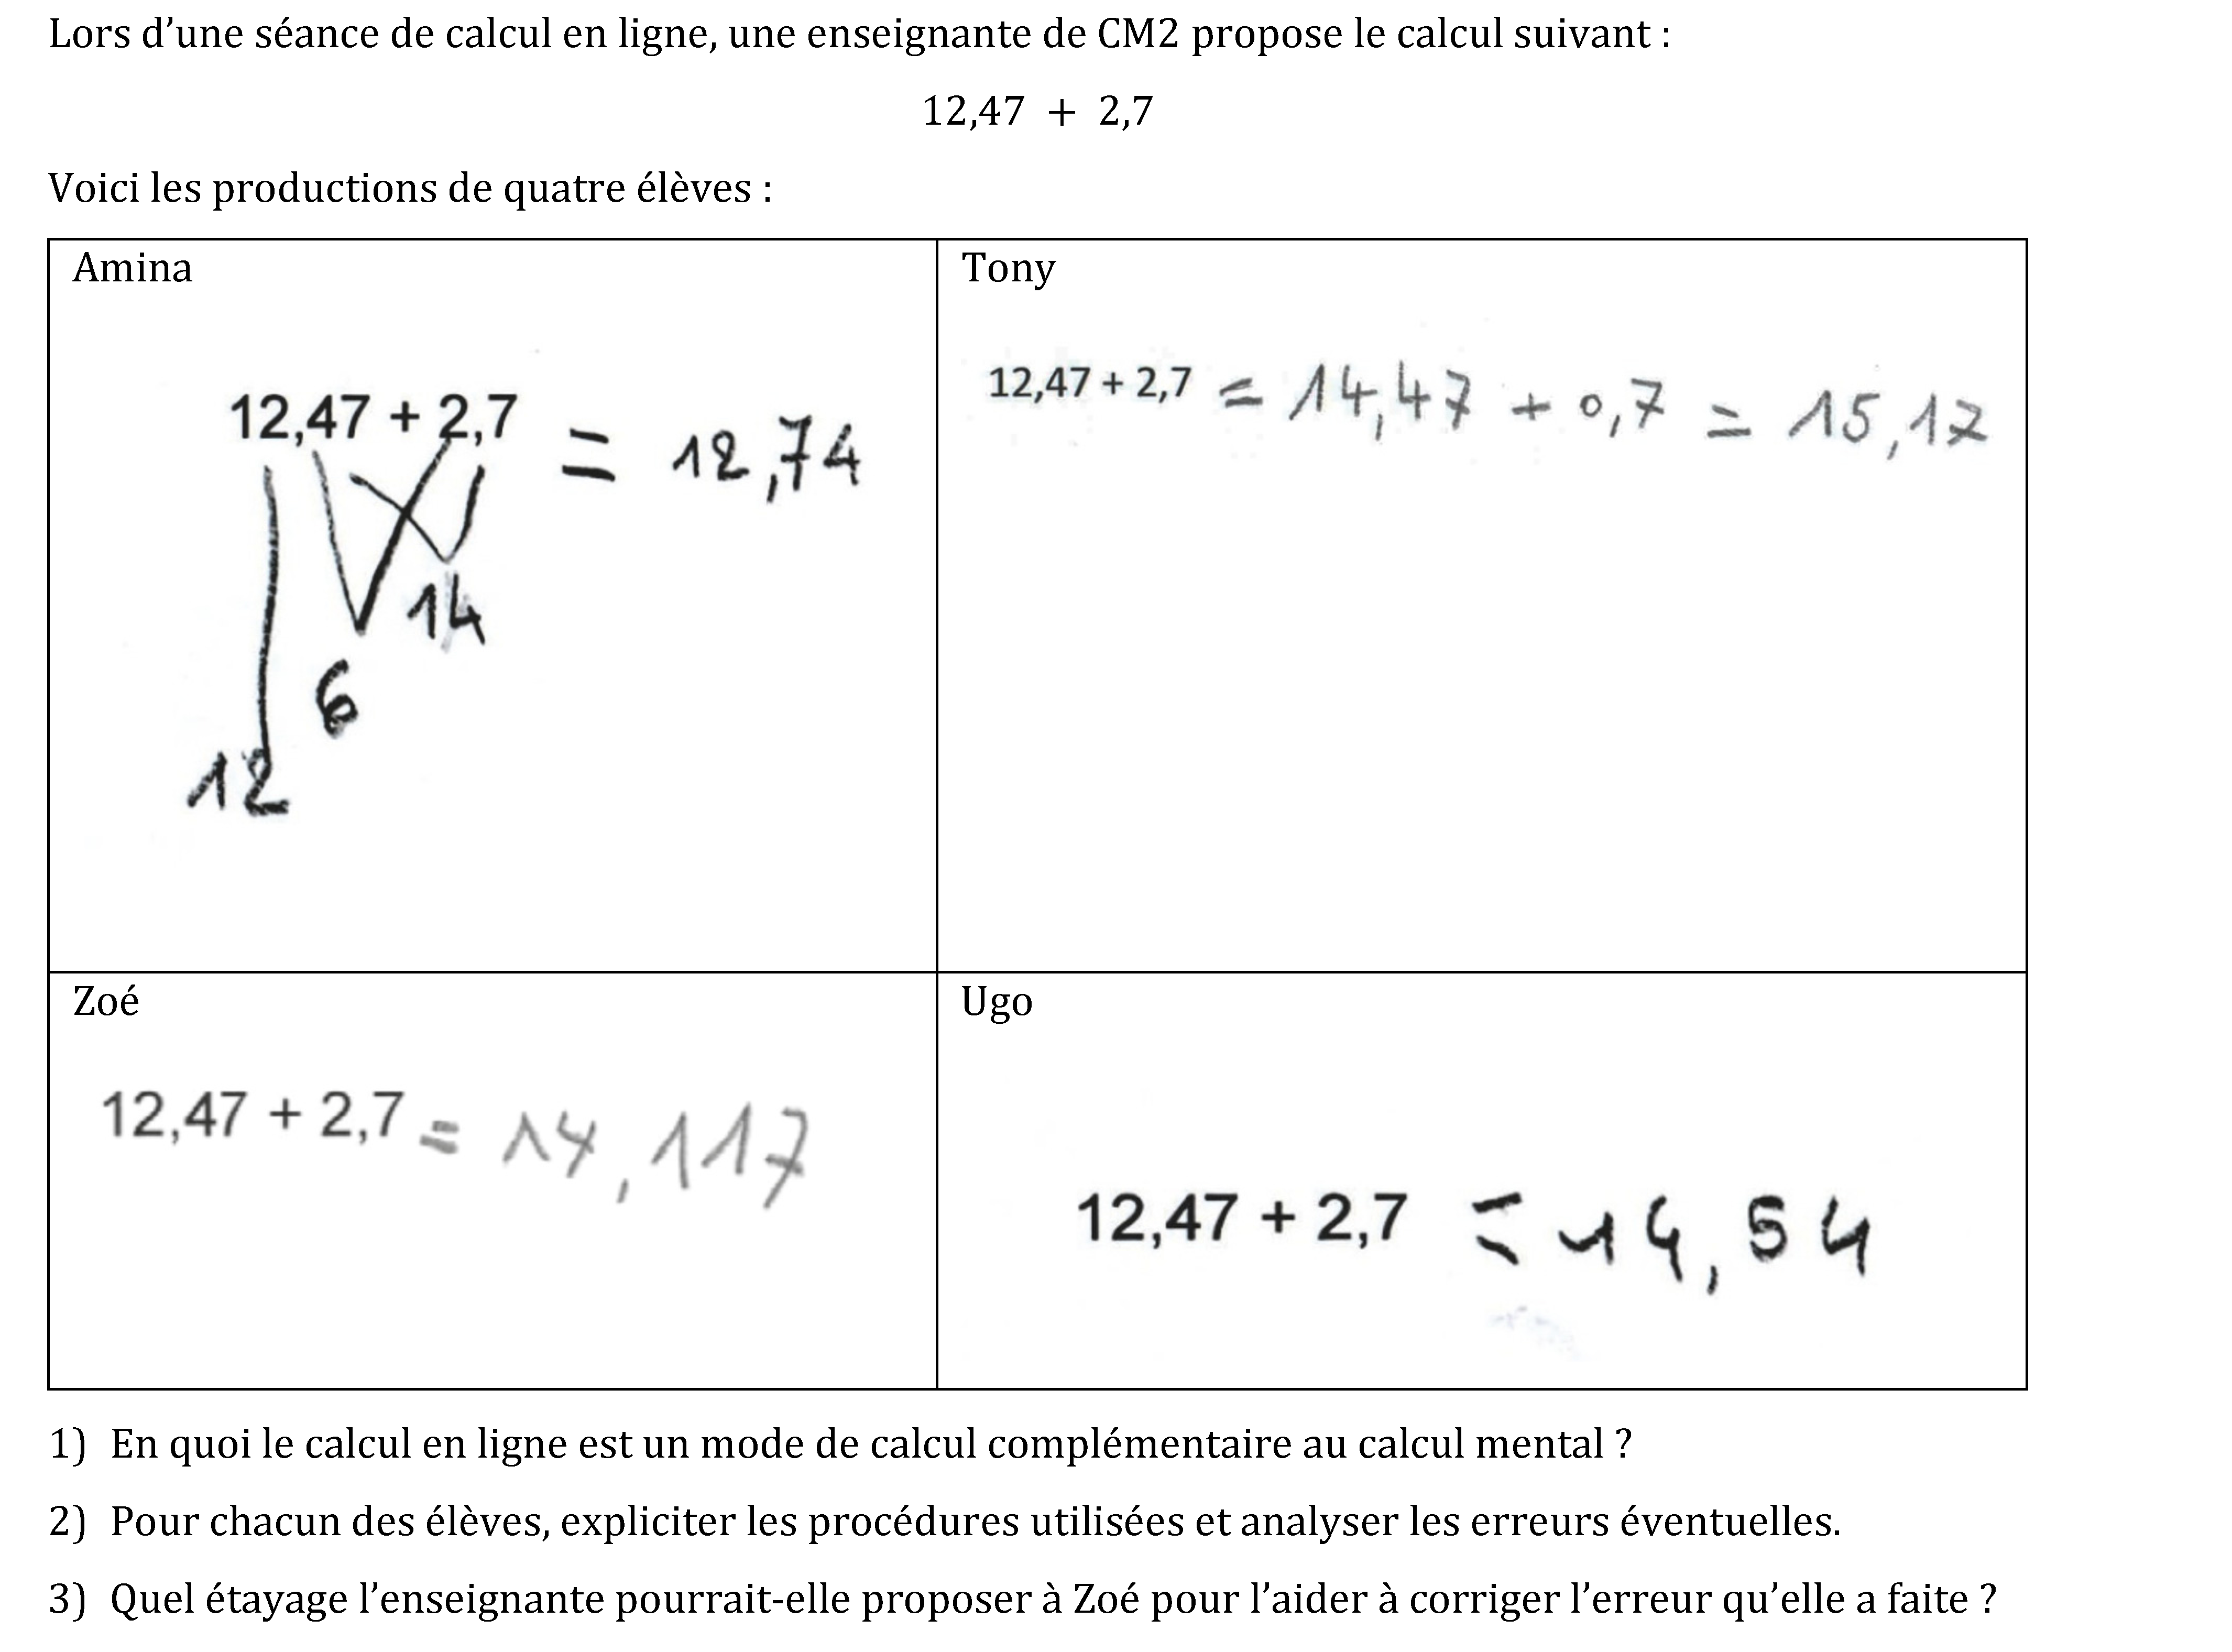 Lors d’une séance de calcul en ligne, une enseignante de CM2 propose le calcul suivant :
12,47 + 2,7
Voici les productions de quatre élèves :
Amina
12,47 + 2,7 = 12,74
14
6
12
Tony
12,47 + 2,7 = 14,47 + 0,7 = 15,17
Zoé
12,47 + 2,7 = 14,117
Ugo
12,47 + 2,7 = 14,54
1) En quoi le calcul en ligne est un mode de calcul complémentaire au calcul mental ?
2) Pour chacun des élèves, expliciter les procédures utilisées et analyser les erreurs éventuelles.
3) Quel étayage l’enseignante pourrait-elle proposer à Zoé pour l’aider à corriger l’erreur qu’elle a faite ?